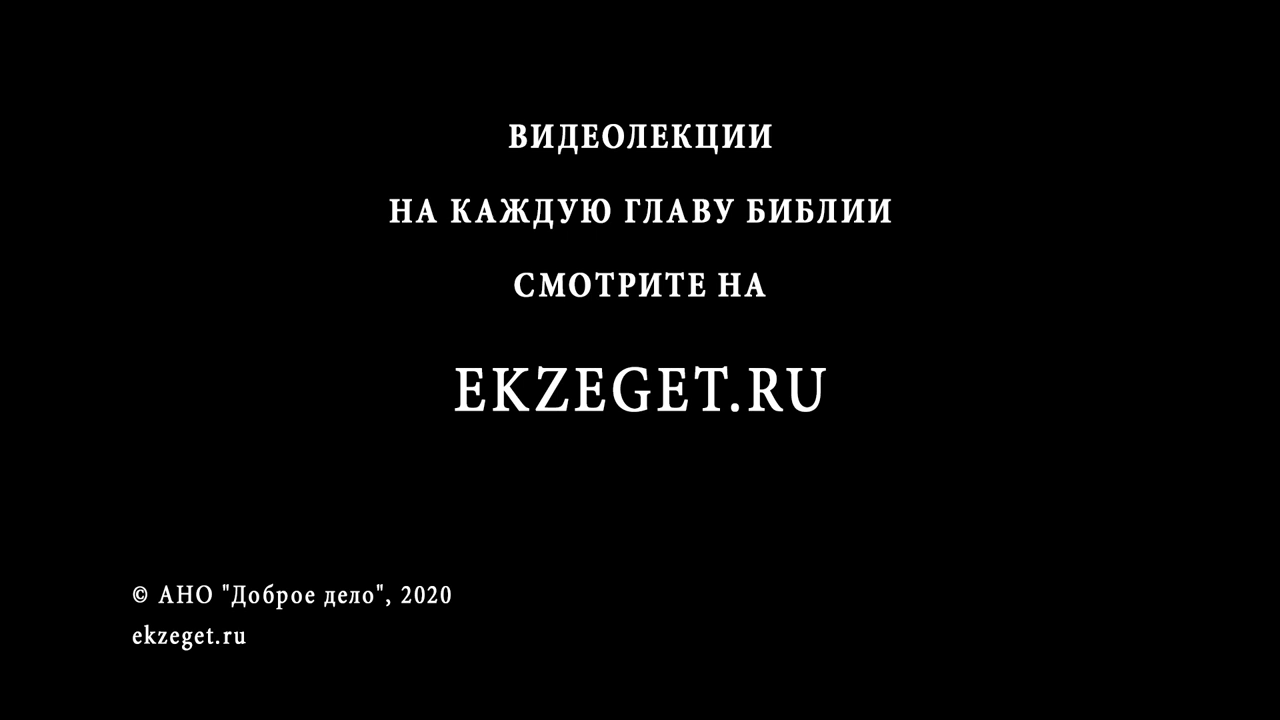 ВИДЕОЛЕКЦИИ
НА КАЖДУЮ ГЛАВУ БИБЛИИ
СМОТРИТЕ НА
EKZEGET.RU
© АНО "Доброе дело", 2020
ekzeget.ru